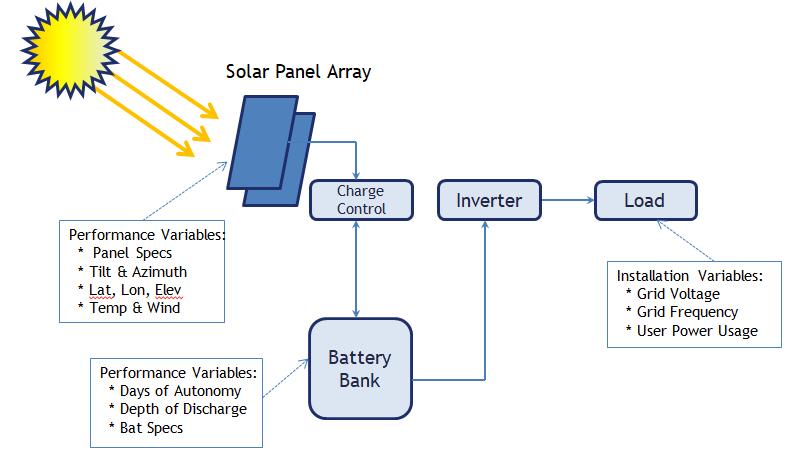 Solar Panel Array
Charge
Control
Inverter
Load
Performance Variables:
* Panel Specs
* Tilt & Azimuth
* Lat, Lon, Elev
* Temp & Wind
Installation Variables:
* Grid Voltage
* Grid Frequency
* User Power Usage
Battery
Bank
Performance Variables:
* Days of Autonomy
* Depth of Discharge
* Bat Specs